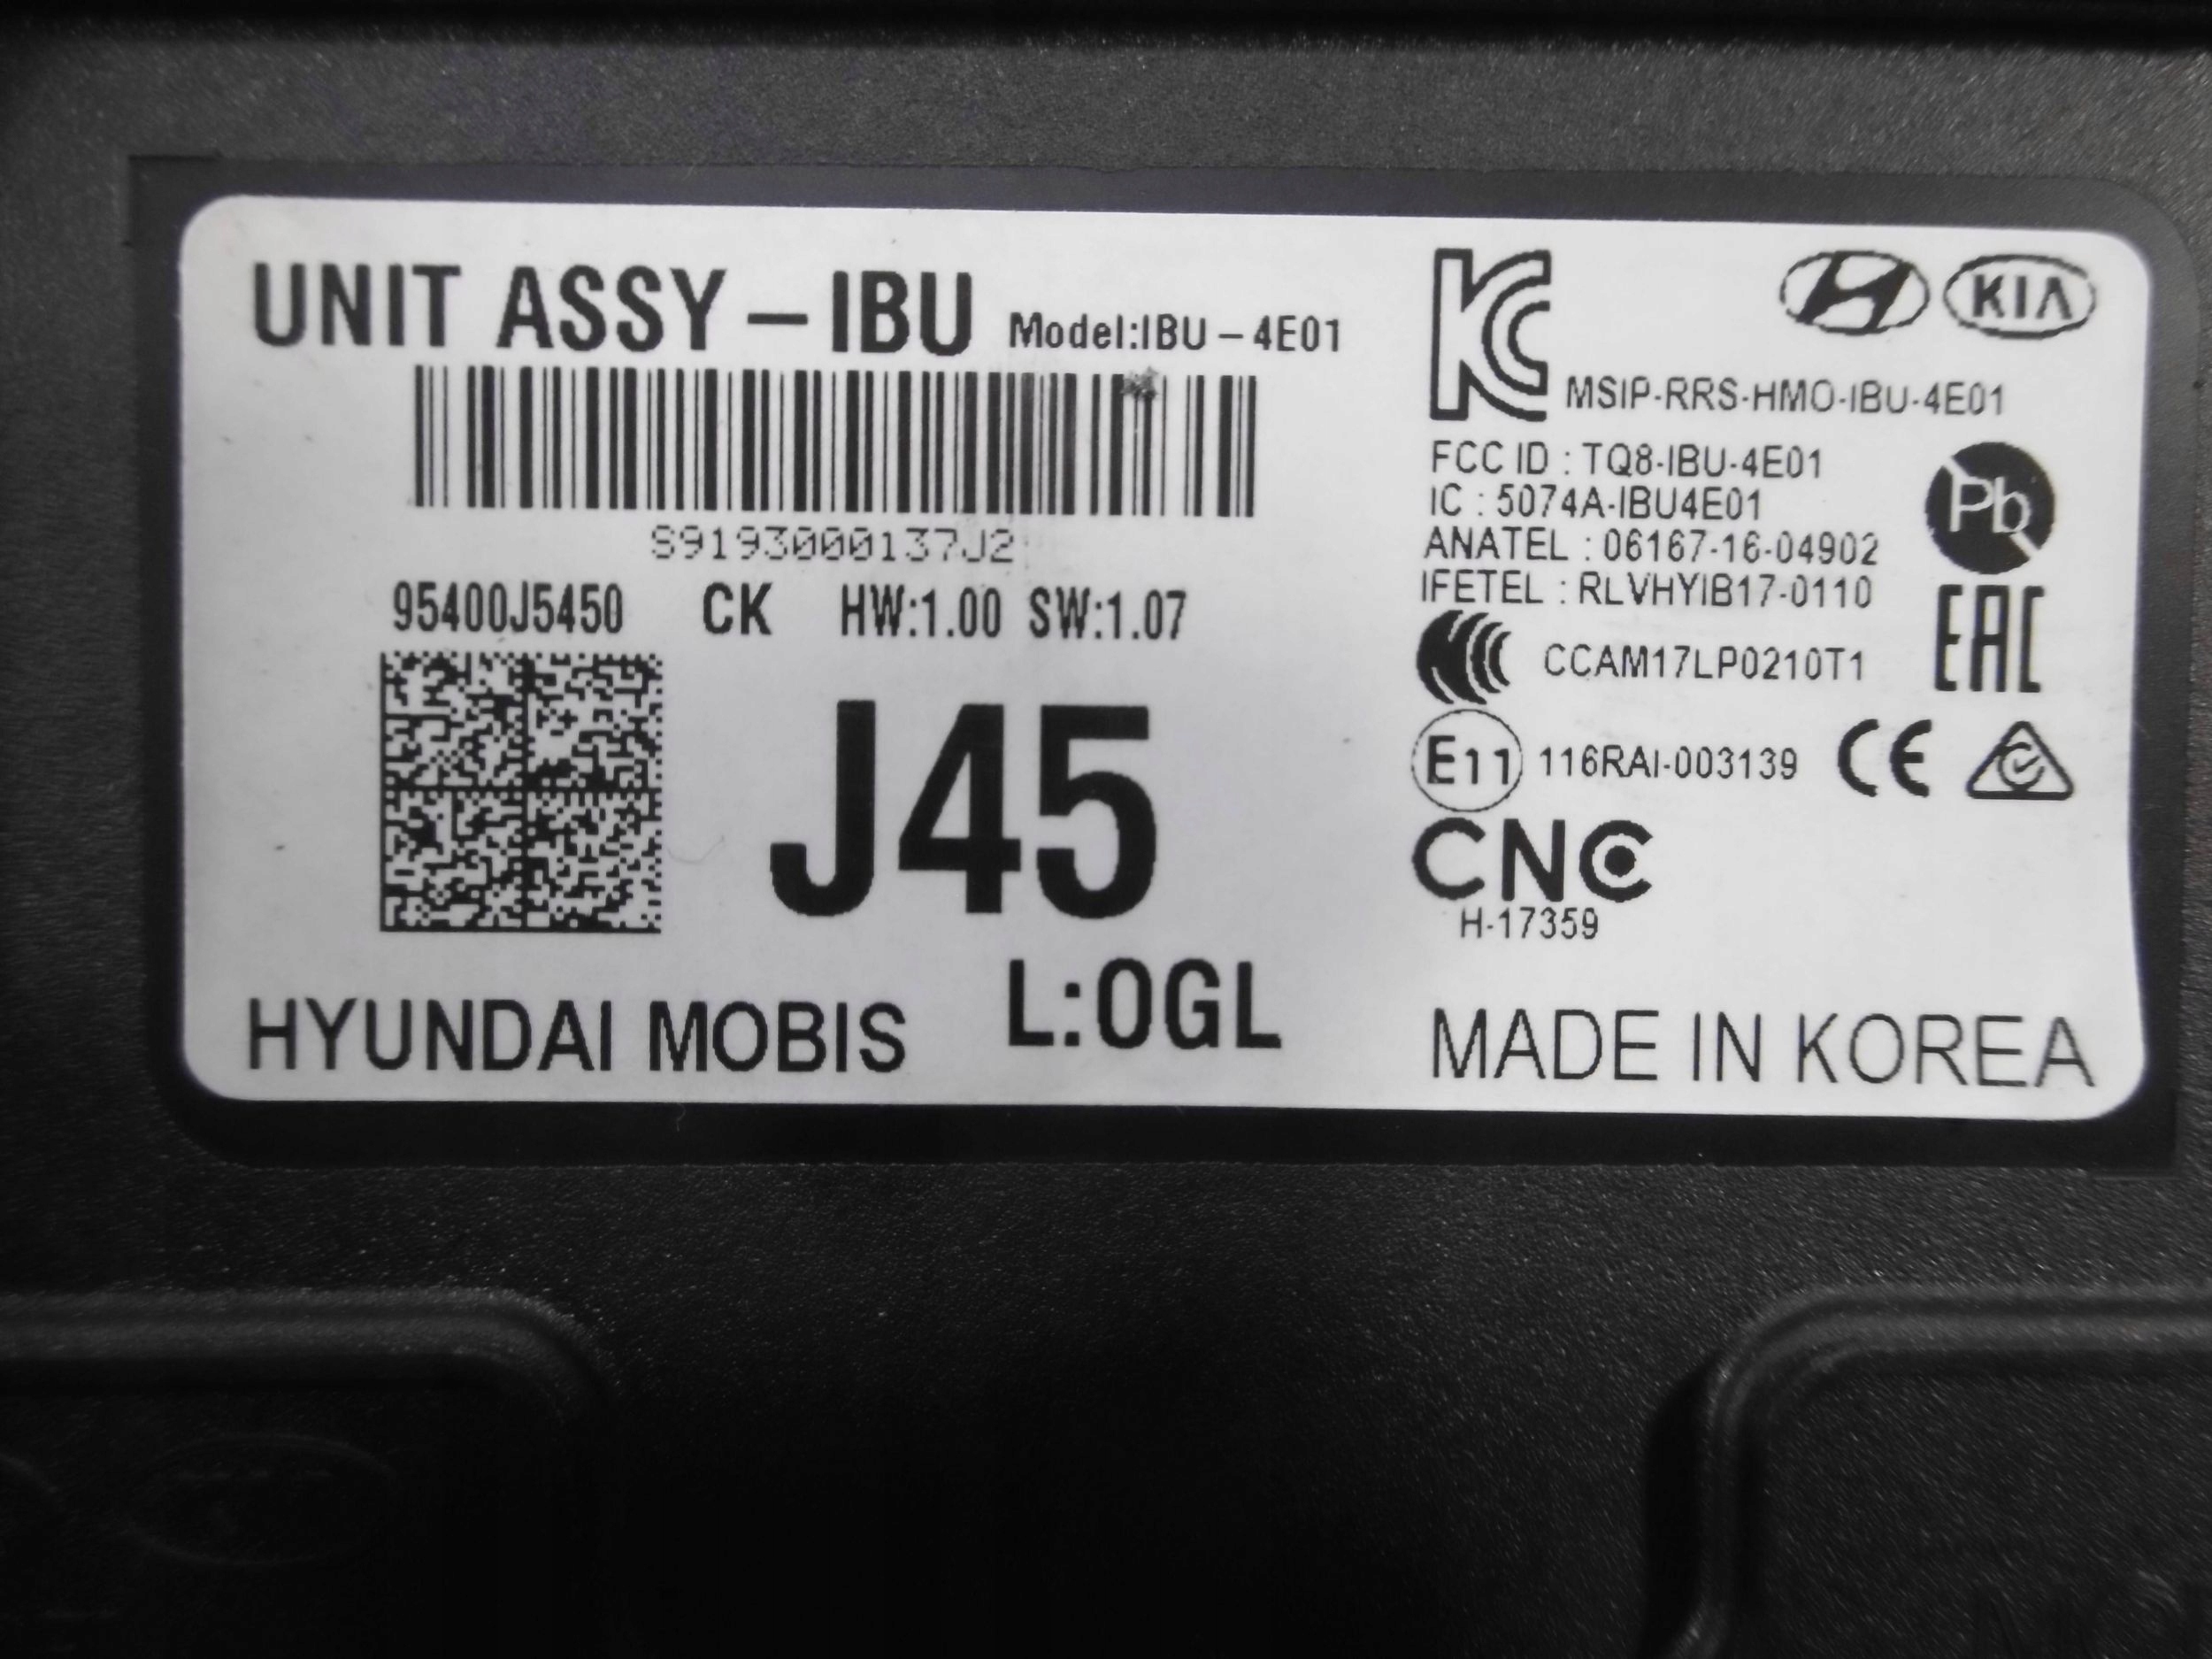 UNIT ASSY-IBU Model:IBU-4E01
S9193000137J2
95400J5450 CK HW:1.00 SW:1.07
J45
HYUNDAI MOBIS L:OGL
KC
KIA
MSIP-RRS-HMO-IBU-4E01
FCC ID : TQ8-IBU-4E01
IC : 5074A-IBU4E01
Pb
ANATEL : 06167-16-04902
IFETEL : RLVHYIB17-0110
EAC
CCAM17LP0210T1
E11 116RAI-003139 CE
CNC
H-17359
MADE IN KOREA